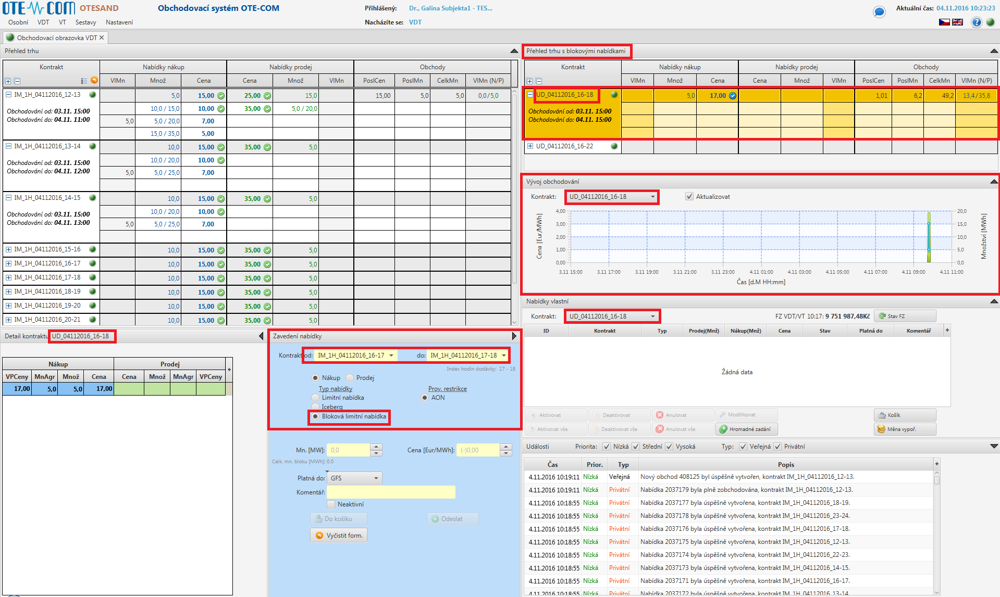 OTE-COM OTESAND
Obchodovací systém OTE-COM
Přihlášený: Dr., Galina Subjekta1 - TES...
Aktuální čas: 04.11.2016 10:23:23
Osobní VDT VT Sestavy Nastavení
Nacházíte se: VDT
Obchodovací obrazovka VDT
Přehled trhu
Kontrakt Nabídky nákup Nabídky prodej Obchody
VlMn Množ Cena Cena Množ VlMn PoslCen PoslMn CelkMn VlMn (N/P)
IM_1H_04112016_12-13 5,0 15,00 25,00 15,0 15,00 5,0 5,0 0,0/5,0
10,0 / 15,0 10,00 35,00 5,0 / 20,0
Obchodování od: 03.11. 15:00
Obchodování do: 04.11. 11:00
5,0 5,0 / 20,0 7,00
15,0 / 35,0 5,00
IM_1H_04112016_13-14 10,0 15,00 35,00 5,0
10,0 / 20,0 10,00
Obchodování od: 03.11. 15:00
Obchodování do: 04.11. 12:00
5,0 5,0 / 25,0 7,00
IM_1H_04112016_14-15 10,0 15,00 35,00 5,0
10,0 / 20,0 10,00
Obchodování od: 03.11. 15:00
Obchodování do: 04.11. 13:00
5,0 5,0 / 25,0 7,00
IM_1H_04112016_15-16 10,0 15,00 35,00 5,0
IM_1H_04112016_16-17 10,0 15,00 35,00 5,0
IM_1H_04112016_17-18 10,0 15,00 35,00 5,0
IM_1H_04112016_18-19 10,0 15,00 35,00 5,0
IM_1H_04112016_19-20 10,0 15,00 35,00 5,0
IM_1H_04112016_20-21 10,0 15,00 35,00 5,0
Přehled trhu s blokovými nabídkami
Kontrakt Nabídky nákup Nabídky prodej Obchody
VlMn Množ Cena Cena Množ VlMn PoslCen PoslMn CelkMn VlMn (N/P)
UD_04112016_16-18 5,0 17,00 1,01 6,2 49,2 13,4/35,8
Obchodování od: 03.11. 15:00
Obchodování do: 04.11. 15:00
UD_04112016_16-22
Vývoj obchodování
Kontrakt: UD_04112016_16-18 Aktualizovat
Cena [Eur/MWh]
4,00
3,00
2,00
1,00
0,00
20,0
15,0
10,0
5,0
0,0
Množství [MWh]
3.11 15:00 3.11 17:00 3.11 19:00 3.11 21:00 3.11 23:00 4.11 01:00 4.11 03:00 4.11 05:00 4.11 07:00 4.11 09:00 4.11 11:00
Čas [d.M HH:mm]
Nabídky vlastní
Kontrakt: UD_04112016_16-18 FZ VDT/VT 10:17: 9 751 987,48Kč Stav FZ
ID Kontrakt Typ Prodej(Mnž) Nákup(Mnž) Cena Stav Platná do Komentář +
Žádná data
Aktivovat Deaktivovat Anulovat Modifikovat Košík
Aktivovat vše Deaktivovat vše Anulovat vše Hromadné zadání Měna vypoř.
Detail kontraktu UD_04112016_16-18
Nákup Prodej +
VPCeny MnAgr Množ Cena Cena Množ MnAgr VPCeny
17,00 5,0 5,0 17,00
Zavedení nabídky
Kontrakt od: IM_1H_04112016_16-17 do: IM_1H_04112016_17-18
Index hodin dodávky: 17 - 18
Nákup Prodej
Typ nabídky Prov. restrikce
Limitní nabídka AON
Iceberg
Bloková limitní nabídka
Mn. [MW]: 0,0 Cena [Eur/MWh]: (-)0,00
Celk. mn. bloku [MWh]: 0,0
Platná do: GFS
Komentář:
Neaktivní
Do košíku Odeslat
Vyčistit form.
Události Priorita: Nízká Střední Vysoká Typ: Veřejná Privátní
Čas Prior. Typ Popis +
4.11.2016 10:19:11 Nízká Veřejná Nový obchod 408125 byl úspěšně vytvořen, kontrakt IM_1H_04112016_12-13.
4.11.2016 10:19:11 Nízká Privátní Nabídka 2037179 byla plně zobchodována, kontrakt IM_1H_04112016_12-13.
4.11.2016 10:18:55 Nízká Privátní Nabídka 2037177 byla úspěšně vytvořena, kontrakt IM_1H_04112016_18-19.
4.11.2016 10:18:55 Nízká Privátní Nabídka 2037178 byla úspěšně vytvořena, kontrakt IM_1H_04112016_23-24.
4.11.2016 10:18:55 Nízká Privátní Nabídka 2037176 byla úspěšně vytvořena, kontrakt IM_1H_04112016_17-18.
4.11.2016 10:18:55 Nízká Privátní Nabídka 2037175 byla úspěšně vytvořena, kontrakt IM_1H_04112016_12-13.
4.11.2016 10:18:55 Nízká Privátní Nabídka 2037174 byla úspěšně vytvořena, kontrakt IM_1H_04112016_22-23.
4.11.2016 10:18:55 Nízká Privátní Nabídka 2037173 byla úspěšně vytvořena, kontrakt IM_1H_04112016_14-15.
4.11.2016 10:18:55 Nízká Privátní Nabídka 2037171 byla úspěšně vytvořena, kontrakt IM_1H_04112016_16-17.
4.11.2016 10:18:55 Nízká Privátní Nabídka 2037172 byla úspěšně vytvořena, kontrakt IM_1H_04112016_13-14.